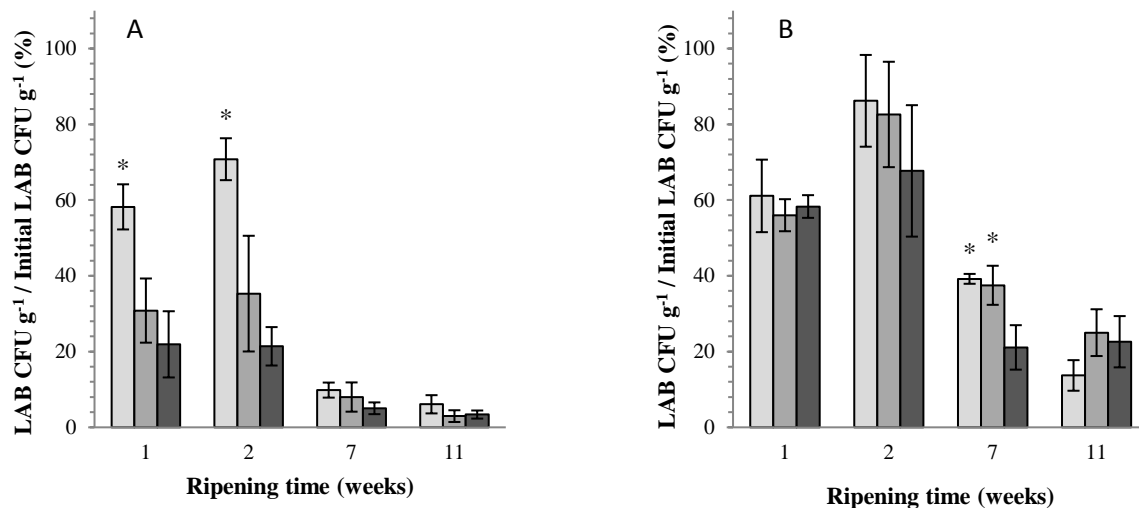 A
LAB CFU g⁻¹ / Initial LAB CFU g⁻¹ (%)
100
80
60
40
20
0
*
*
1 2 7 11
Ripening time (weeks)
B
LAB CFU g⁻¹ / Initial LAB CFU g⁻¹ (%)
100
80
60
40
20
0
* *
1 2 7 11
Ripening time (weeks)